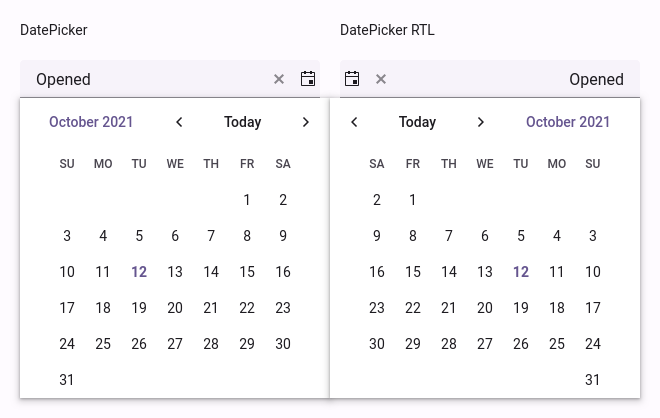 DatePicker
Opened
October 2021 Today
SU MO TU WE TH FR SA
1 2
3 4 5 6 7 8 9
10 11 12 13 14 15 16
17 18 19 20 21 22 23
24 25 26 27 28 29 30
31
DatePicker RTL
Opened
Today October 2021
SA FR TH WE TU MO SU
2 1
9 8 7 6 5 4 3
16 15 14 13 12 11 10
23 22 21 20 19 18 17
30 29 28 27 26 25 24
31